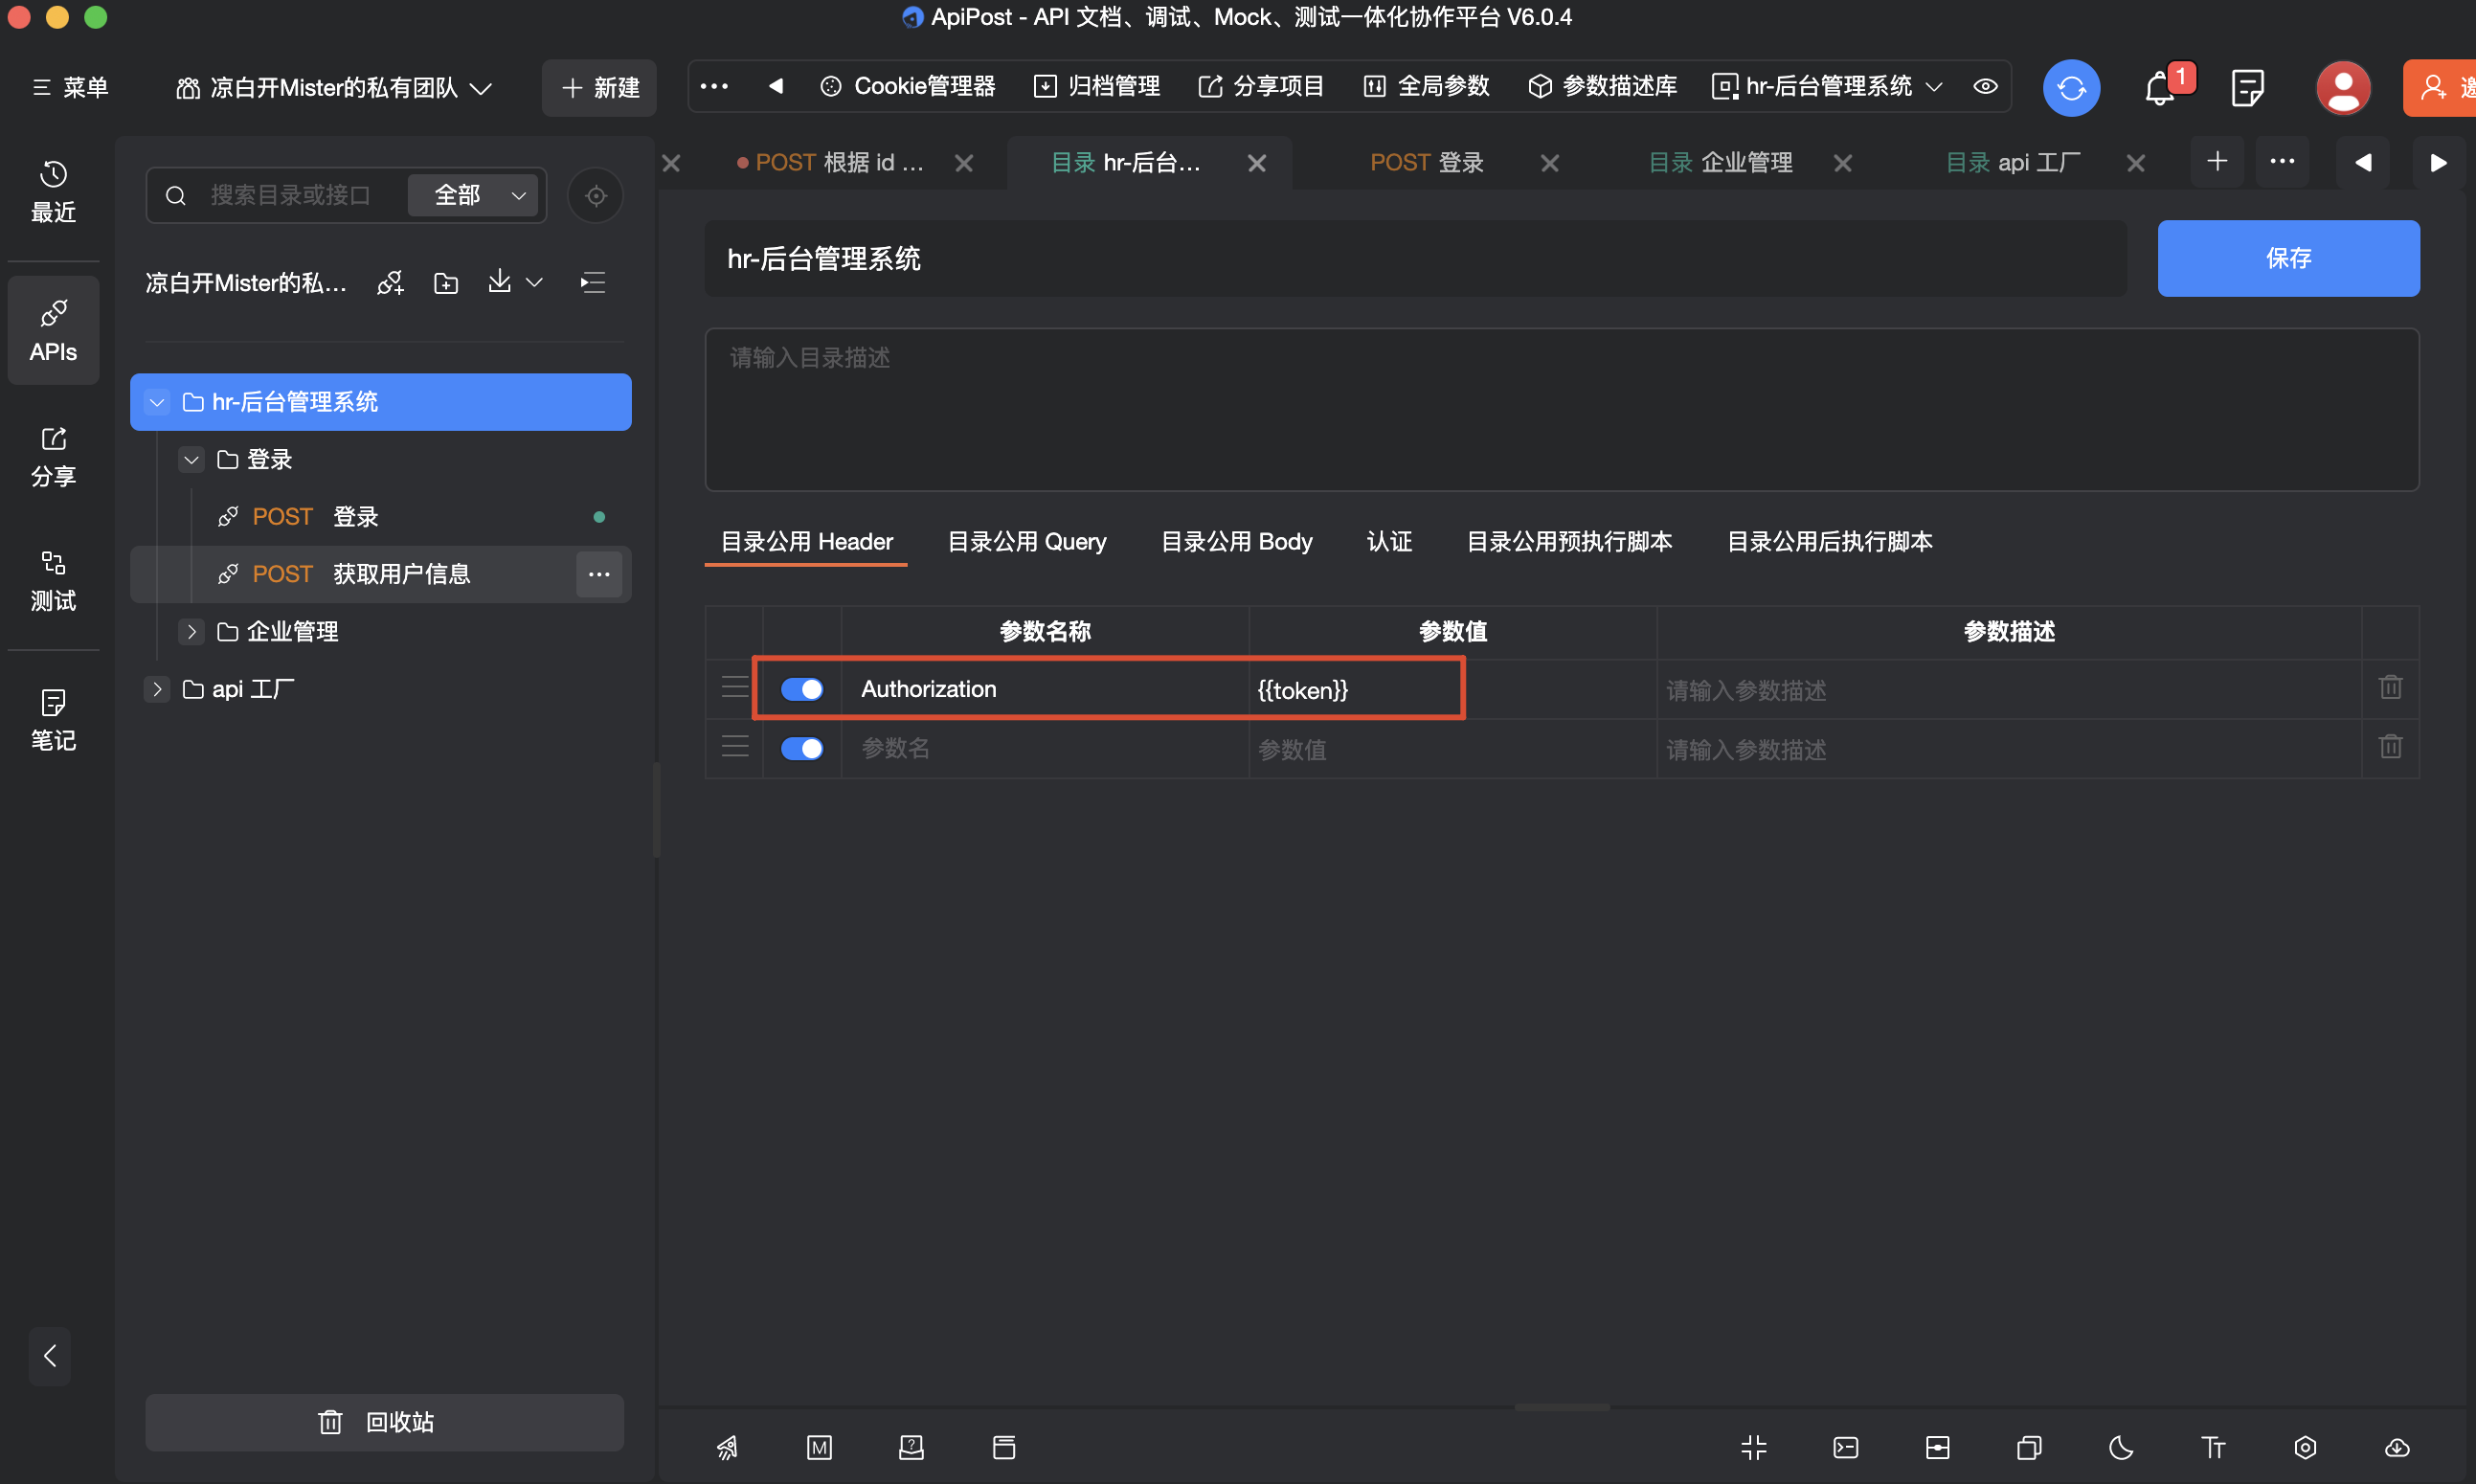 ApiPost - API 文档、调试、Mock、测试一体化协作平台 V6.0.4
菜单
凉白开Mister的私有团队
新建
Cookie管理器
归档管理
分享项目
全局参数
参数描述库
hr-后台管理系统
1
最近
APIs
分享
测试
笔记
搜索目录或接口
全部
凉白开Mister的私...
hr-后台管理系统
登录
POST 登录
POST 获取用户信息
企业管理
api 工厂
回收站
POST 根据 id ...
目录 hr-后台...
POST 登录
目录 企业管理
目录 api 工厂
hr-后台管理系统
保存
请输入目录描述
目录公用 Header
目录公用 Query
目录公用 Body
认证
目录公用预执行脚本
目录公用后执行脚本
参数名称 参数值 参数描述
Authorization {{token}} 请输入参数描述
参数名 参数值 请输入参数描述